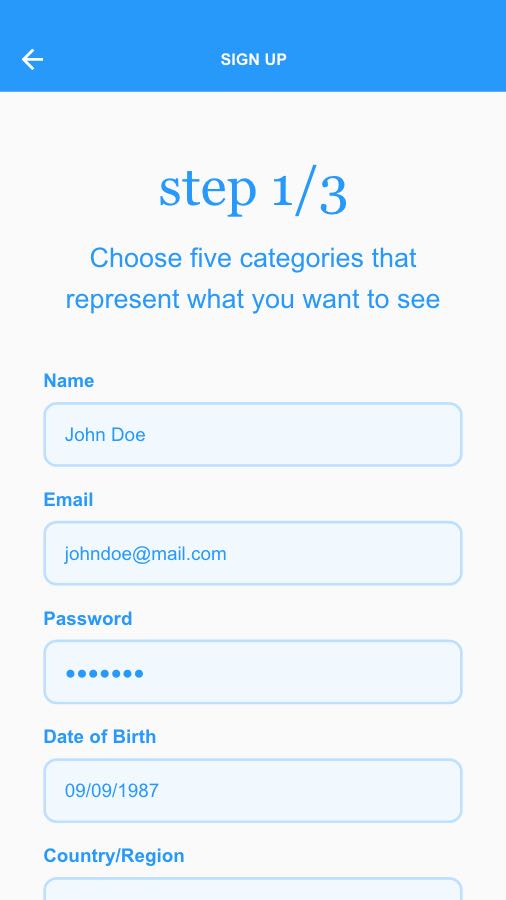 SIGN UP
step 1/3
Choose five categories that
represent what you want to see
Name
John Doe
Email
johndoe@mail.com
Password
•••••••
Date of Birth
09/09/1987
Country/Region